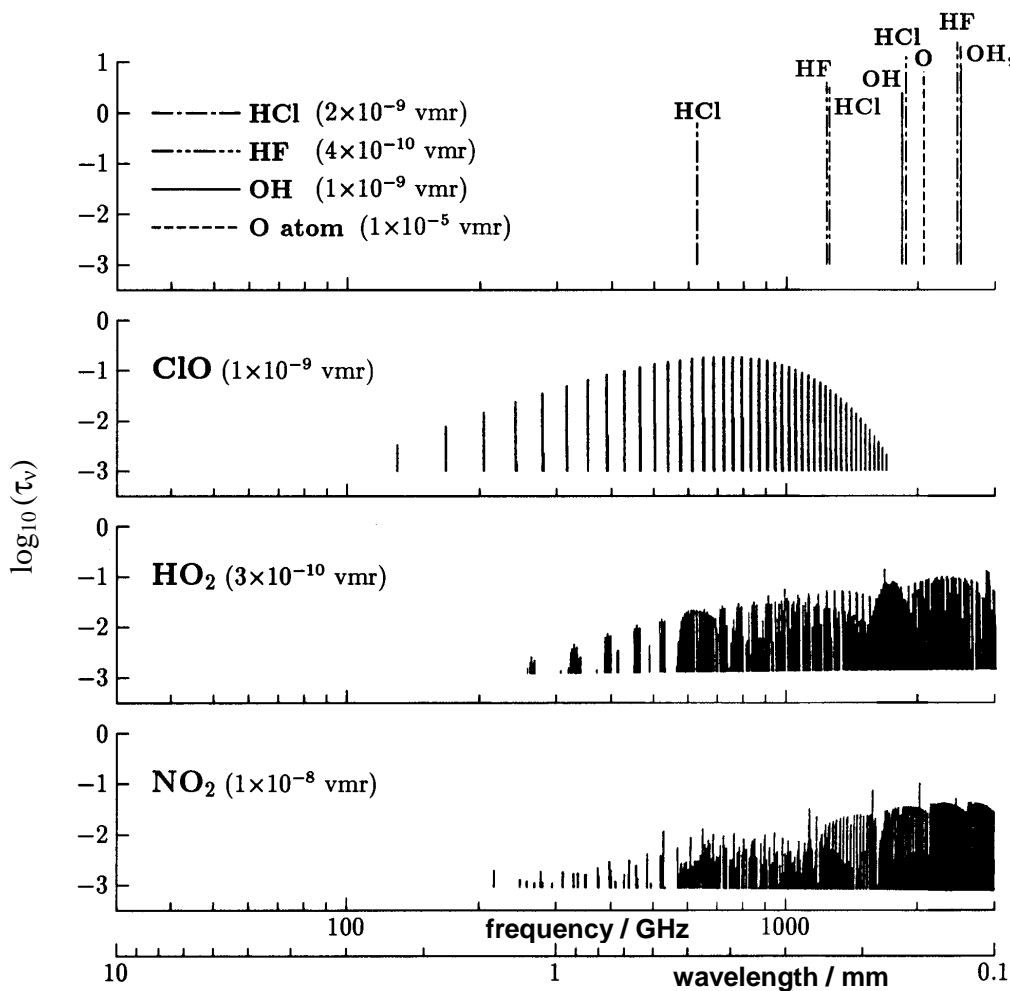 HF
HCl
O
OH,
HF
OH
HCl
HCl
1
0
−1
−2
−3
HCl (2×10⁻⁹ vmr)
HF (4×10⁻¹⁰ vmr)
OH (1×10⁻⁹ vmr)
O atom (1×10⁻⁵ vmr)
0
−1
−2
−3
ClO (1×10⁻⁹ vmr)
log₁₀(τᵥ)
0
−1
−2
−3
HO₂ (3×10⁻¹⁰ vmr)
0
−1
−2
−3
NO₂ (1×10⁻⁸ vmr)
100 frequency / GHz 1000
10 1 wavelength / mm 0.1